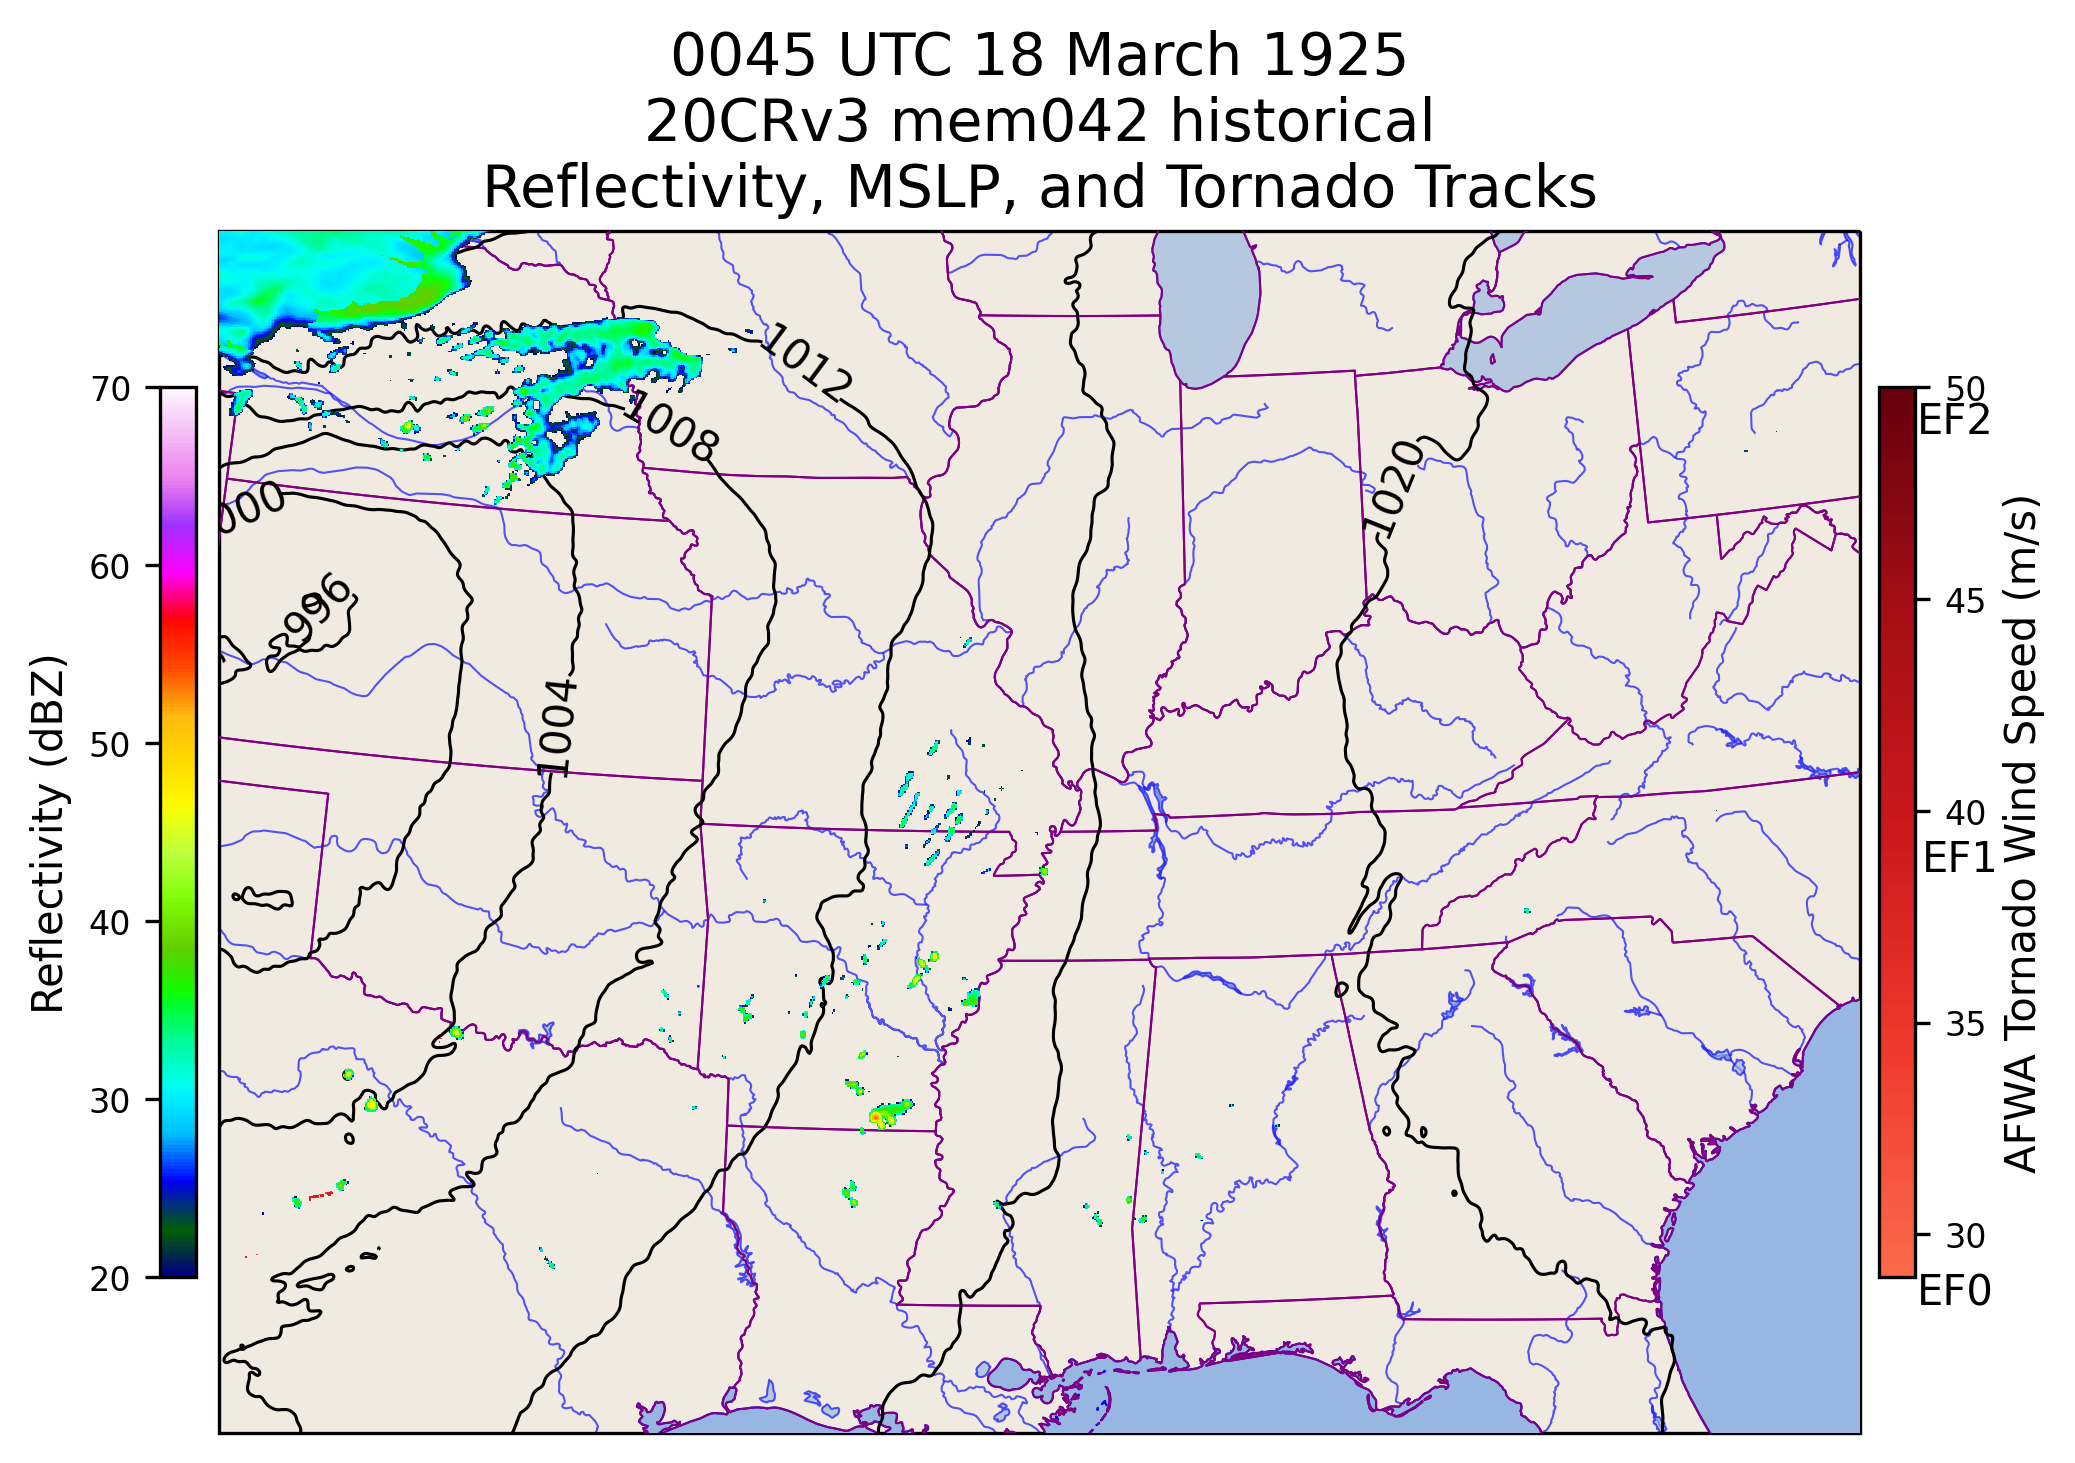 0045 UTC 18 March 1925
20CRv3 mem042 historical
Reflectivity, MSLP, and Tornado Tracks
1012
1008
1020
000
996
1004
70
60
50
40
30
20
Reflectivity (dBZ)
50
EF2
45
40
EF1
35
30
EF0
AFWA Tornado Wind Speed (m/s)